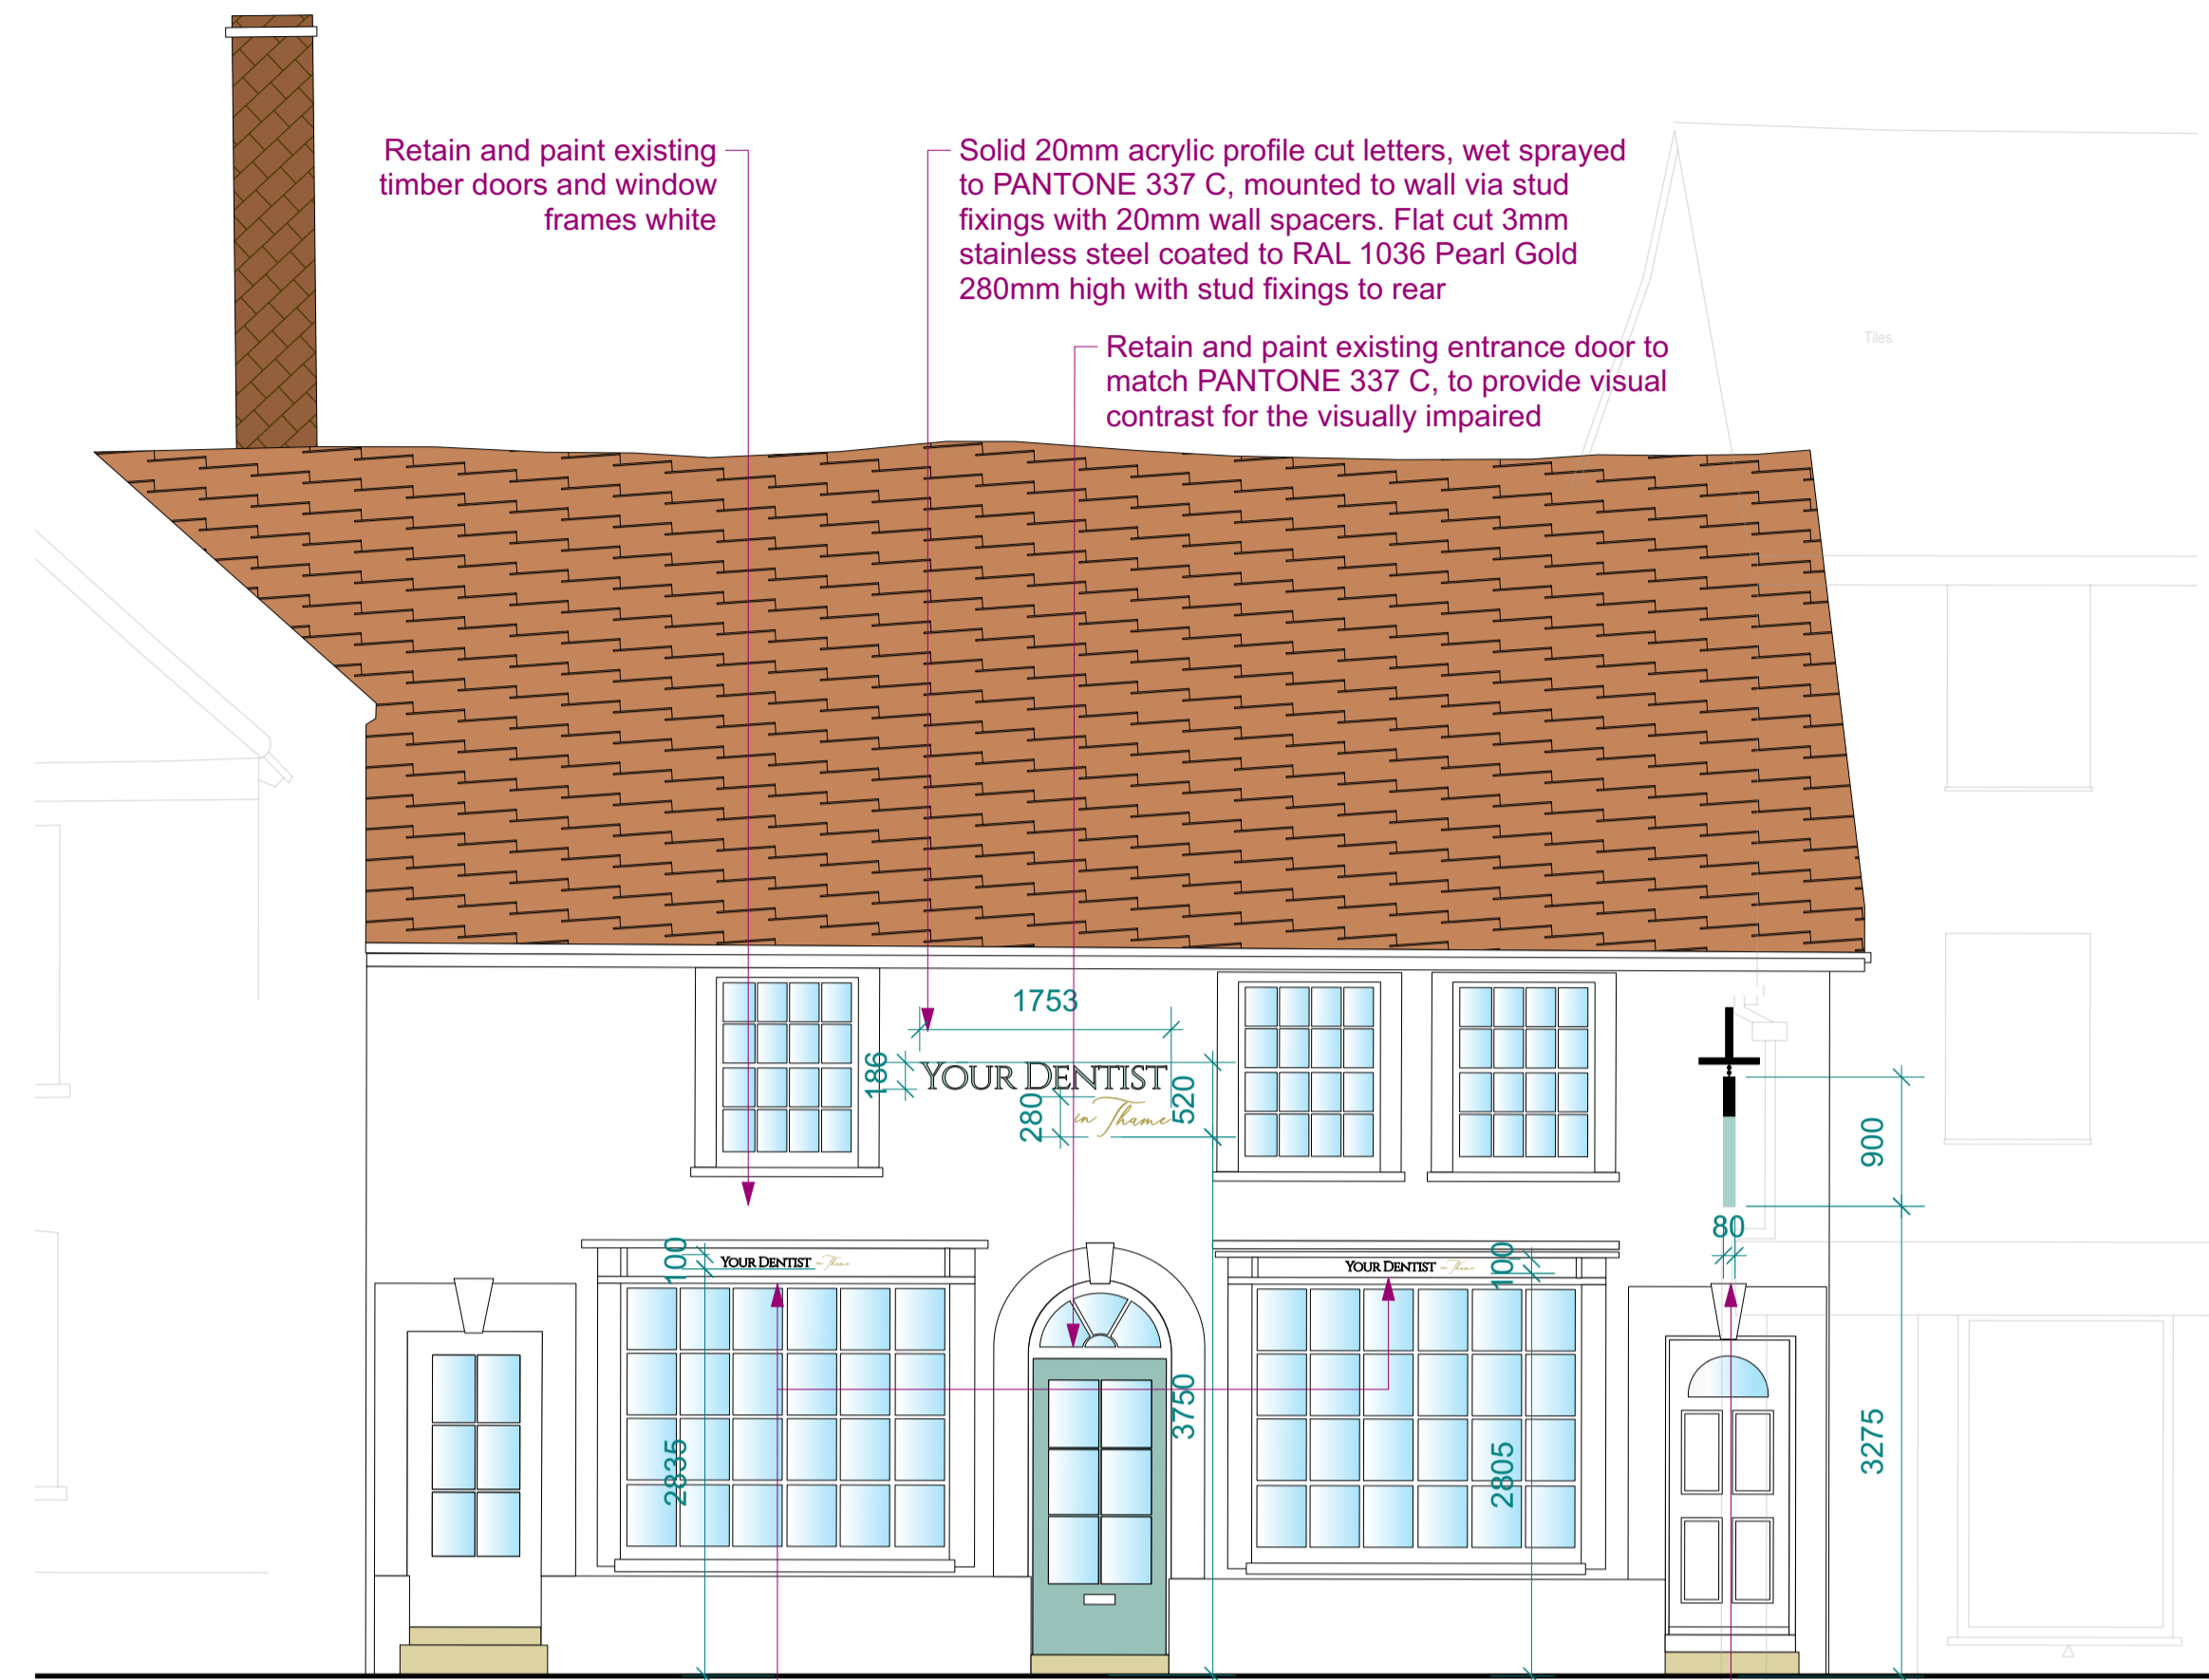 Retain and paint existing
timber doors and window
frames white
Solid 20mm acrylic profile cut letters, wet sprayed
to PANTONE 337 C, mounted to wall via stud
fixings with 20mm wall spacers. Flat cut 3mm
stainless steel coated to RAL 1036 Pearl Gold
280mm high with stud fixings to rear
Retain and paint existing entrance door to
match PANTONE 337 C, to provide visual
contrast for the visually impaired
Tiles
1753
186
YOUR DENTIST
280
in Thame
520
900
80
100
YOUR DENTIST in Thame
YOUR DENTIST in Thame
100
2835
3750
2805
3275